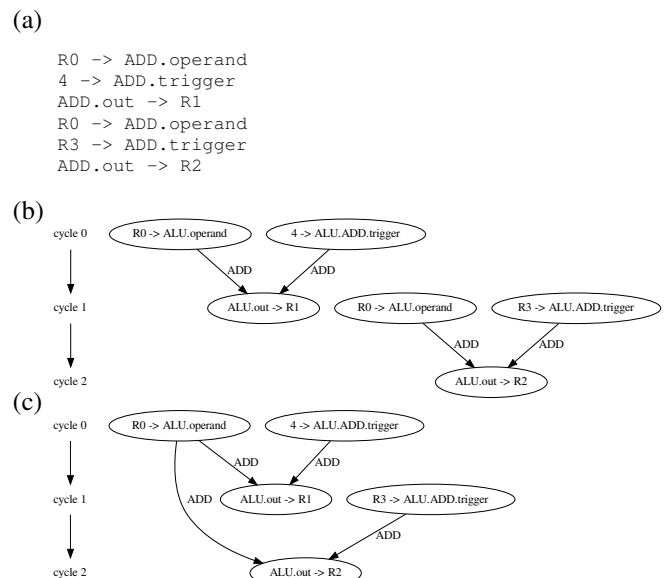 (a)
R0 -> ADD.operand
4 -> ADD.trigger
ADD.out -> R1
R0 -> ADD.operand
R3 -> ADD.trigger
ADD.out -> R2
(b)
cycle 0 R0 -> ALU.operand 4 -> ALU.ADD.trigger
ADD ADD
cycle 1 ALU.out -> R1 R0 -> ALU.operand R3 -> ALU.ADD.trigger
ADD ADD
cycle 2 ALU.out -> R2
(c)
cycle 0 R0 -> ALU.operand 4 -> ALU.ADD.trigger
ADD ADD
cycle 1 ADD ALU.out -> R1 R3 -> ALU.ADD.trigger
ADD
cycle 2 ALU.out -> R2